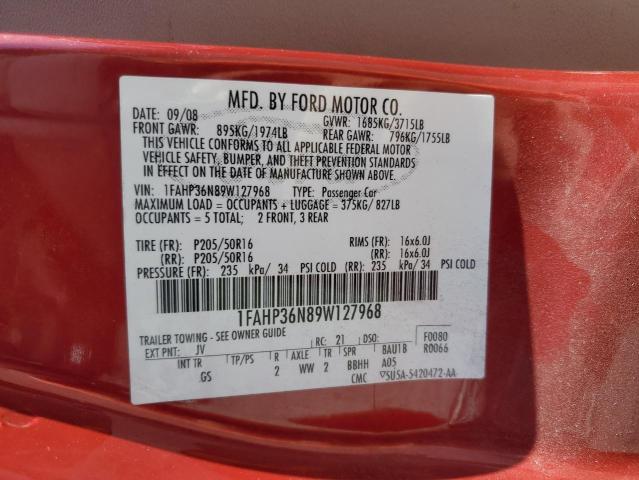 MFD. BY FORD MOTOR CO.
DATE: 09/08 GVWR: 1685KG/3715LB
FRONT GAWR: 895KG/1974LB REAR GAWR: 796KG/1755LB
THIS VEHICLE CONFORMS TO ALL APPLICABLE FEDERAL MOTOR
VEHICLE SAFETY, BUMPER, AND THEFT PREVENTION STANDARDS
IN EFFECT ON THE DATE OF MANUFACTURE SHOWN ABOVE.
VIN: 1FAHP36N89W127968 TYPE: Passenger Car
MAXIMUM LOAD = OCCUPANTS + LUGGAGE = 375KG/ 827LB
OCCUPANTS = 5 TOTAL; 2 FRONT, 3 REAR
TIRE (FR): P205/50R16 RIMS (FR): 16x6.0J
(RR): P205/50R16 (RR): 16x6.0J
PRESSURE (FR): 235 kPa/ 34 PSI COLD (RR): 235 kPa/ 34 PSI COLD
1FAHP36N89W127968
TRAILER TOWING - SEE OWNER GUIDE F0080
EXT PNT: JV RC: 21 DSO: R0066
INT TR TP/PS R AXLE TR SPR BAU18
GS 2 WW 2 BBHH A05
CMC ▽5U5A-5420472-AA